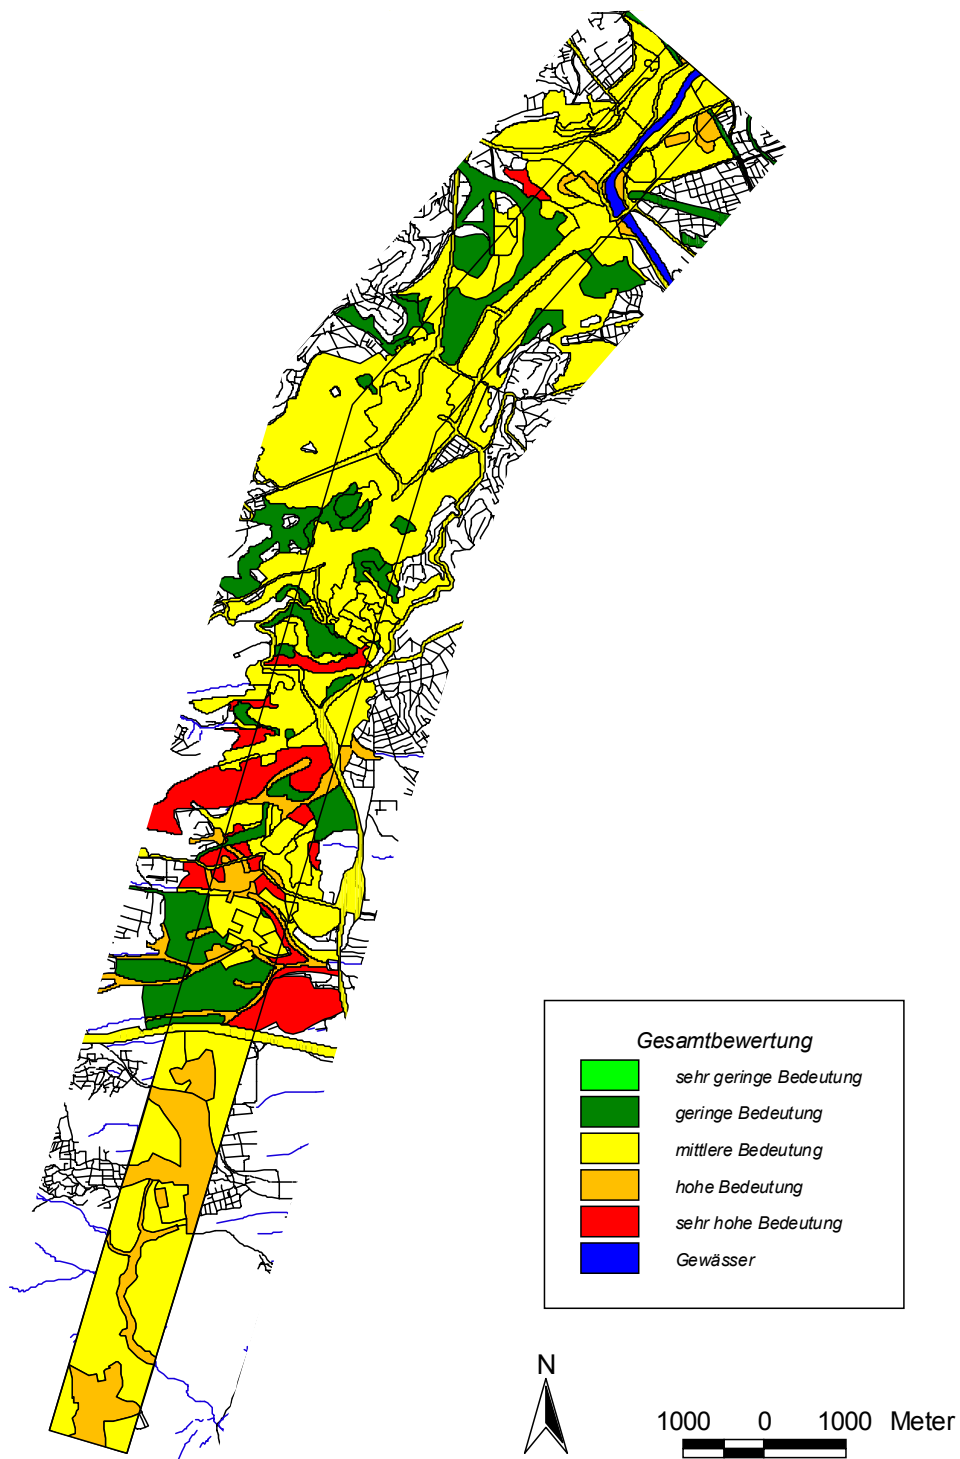 Gesamtbewertung
sehr geringe Bedeutung
geringe Bedeutung
mittlere Bedeutung
hohe Bedeutung
sehr hohe Bedeutung
Gewässer
N
1000 0 1000 Meter